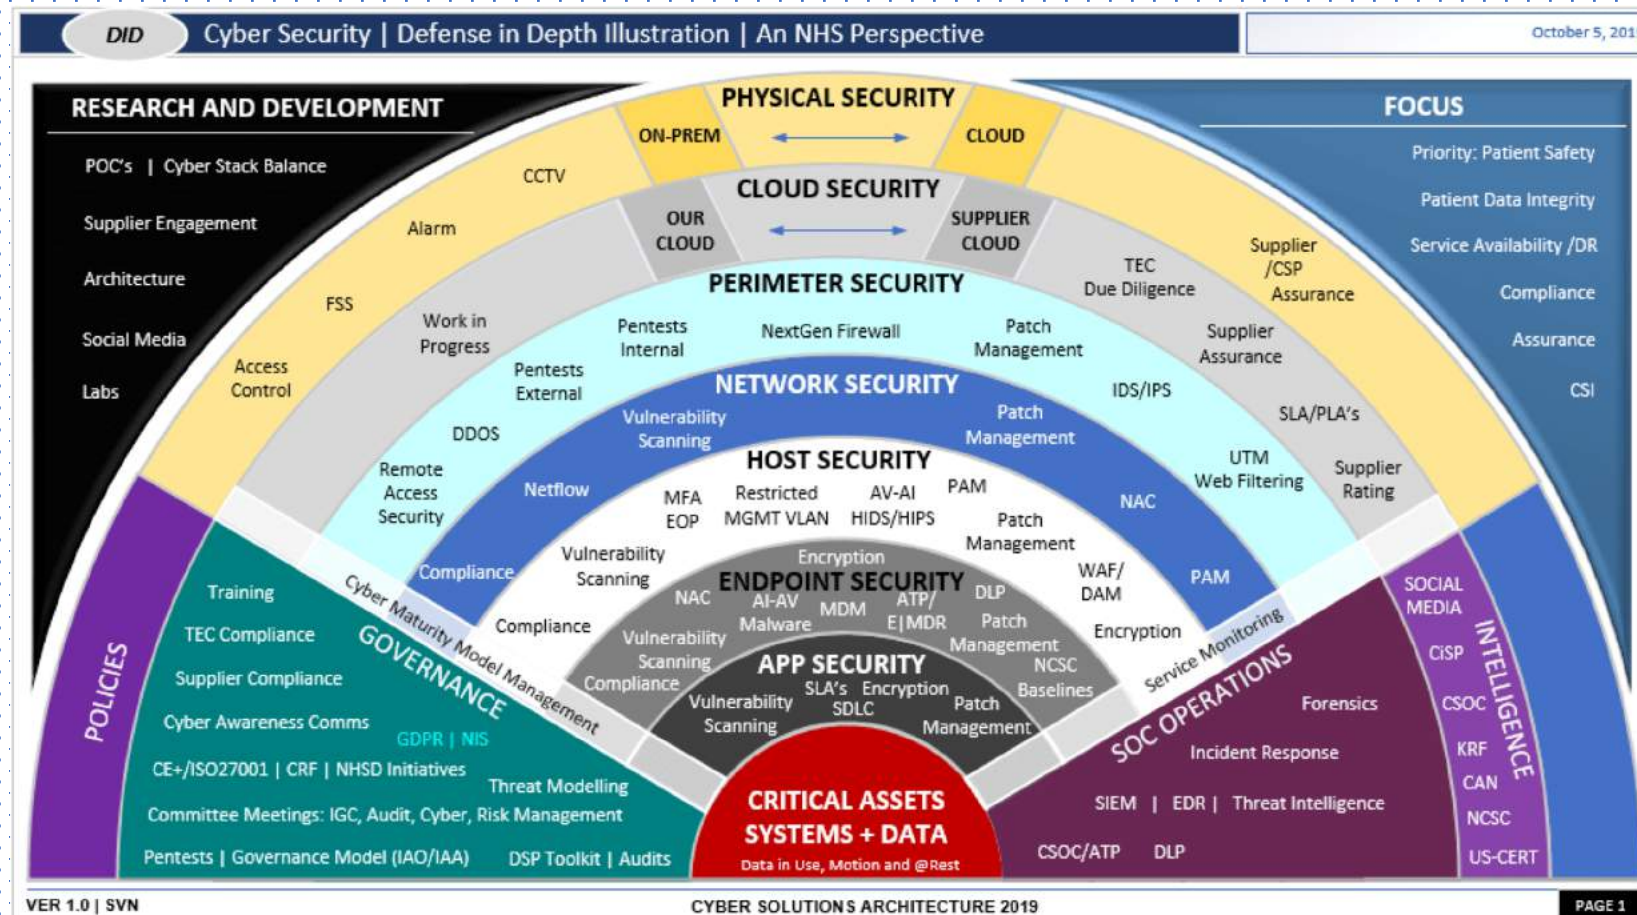 DID
Cyber Security | Defense in Depth Illustration | An NHS Perspective
October 5, 201
RESEARCH AND DEVELOPMENT
POC's | Cyber Stack Balance
Supplier Engagement
Architecture
Social Media
Labs
FOCUS
Priority: Patient Safety
Patient Data Integrity
Service Availability /DR
Compliance
Assurance
CSI
PHYSICAL SECURITY
ON-PREM
CLOUD
CCTV
Alarm
FSS
Access
Control
Supplier
/CSP
Assurance
CLOUD SECURITY
OUR
CLOUD
SUPPLIER
CLOUD
Work in
Progress
TEC
Due Diligence
Supplier
Assurance
SLA/PLA's
Supplier
Rating
PERIMETER SECURITY
Pentests
Internal
NextGen Firewall
Patch
Management
Pentests
External
IDS/IPS
DDOS
UTM
Web Filtering
Remote
Access
Security
NETWORK SECURITY
Vulnerability
Scanning
Patch
Management
Netflow
NAC
Compliance
PAM
HOST SECURITY
MFA
EOP
Restricted
MGMT VLAN
AV-AI
HIDS/HIPS
PAM
Patch
Management
Vulnerability
Scanning
WAF/
DAM
Compliance
Encryption
Encryption
ENDPOINT SECURITY
NAC
AI-AV
Malware
MDM
ATP/
E|MDR
DLP
Patch
Management
Vulnerability
Scanning
NCSC
Baselines
Compliance
APP SECURITY
Vulnerability
Scanning
SLA's Encryption
SDLC
Patch
Management
CRITICAL ASSETS
SYSTEMS + DATA
Data in Use, Motion and @Rest
Cyber Maturity Model Management
Service Monitoring
POLICIES
GOVERNANCE
Training
TEC Compliance
Supplier Compliance
Cyber Awareness Comms
GDPR | NIS
CE+/ISO27001 | CRF | NHSD Initiatives
Threat Modelling
Committee Meetings: IGC, Audit, Cyber, Risk Management
Pentests | Governance Model (IAO/IAA)
DSP Toolkit | Audits
SOC OPERATIONS
Forensics
Incident Response
SIEM | EDR | Threat Intelligence
CSOC/ATP
DLP
INTELLIGENCE
SOCIAL
MEDIA
CiSP
CSOC
KRF
CAN
NCSC
US-CERT
VER 1.0 | SVN
CYBER SOLUTIONS ARCHITECTURE 2019
PAGE 1